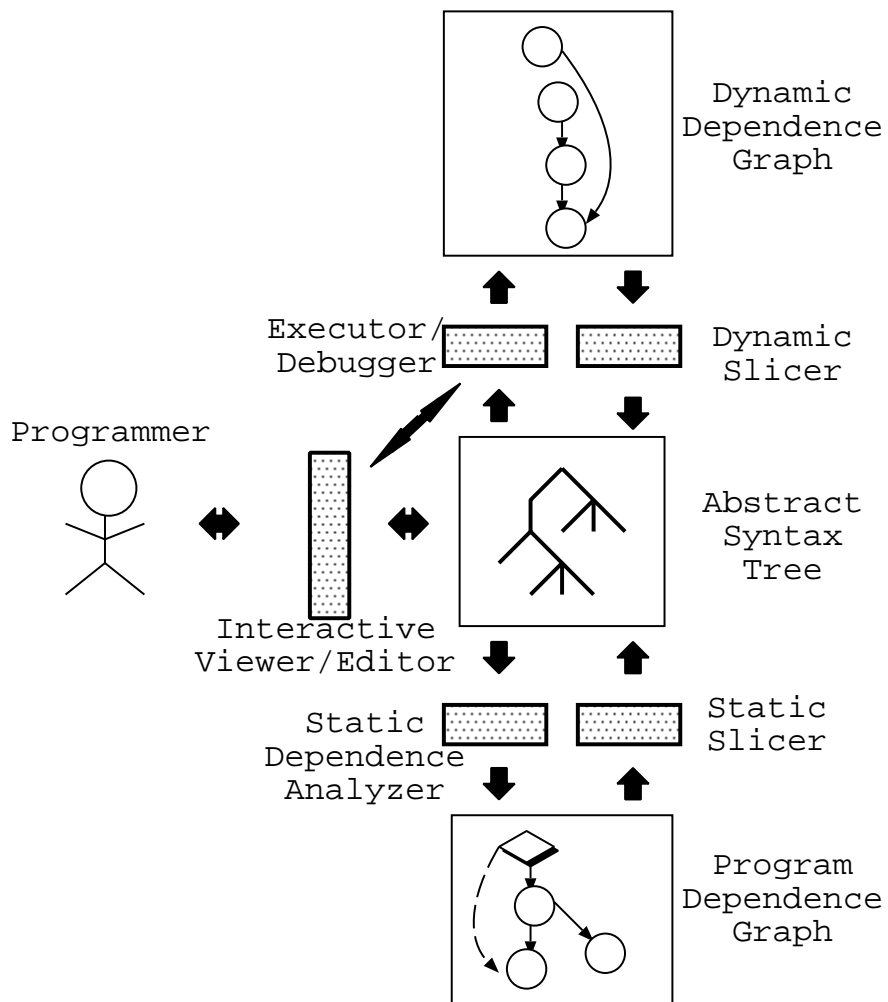 Dynamic
Dependence
Graph
Executor/
Debugger
Dynamic
Slicer
Programmer
Abstract
Syntax
Tree
Interactive
Viewer/Editor
Static
Dependence
Analyzer
Static
Slicer
Program
Dependence
Graph